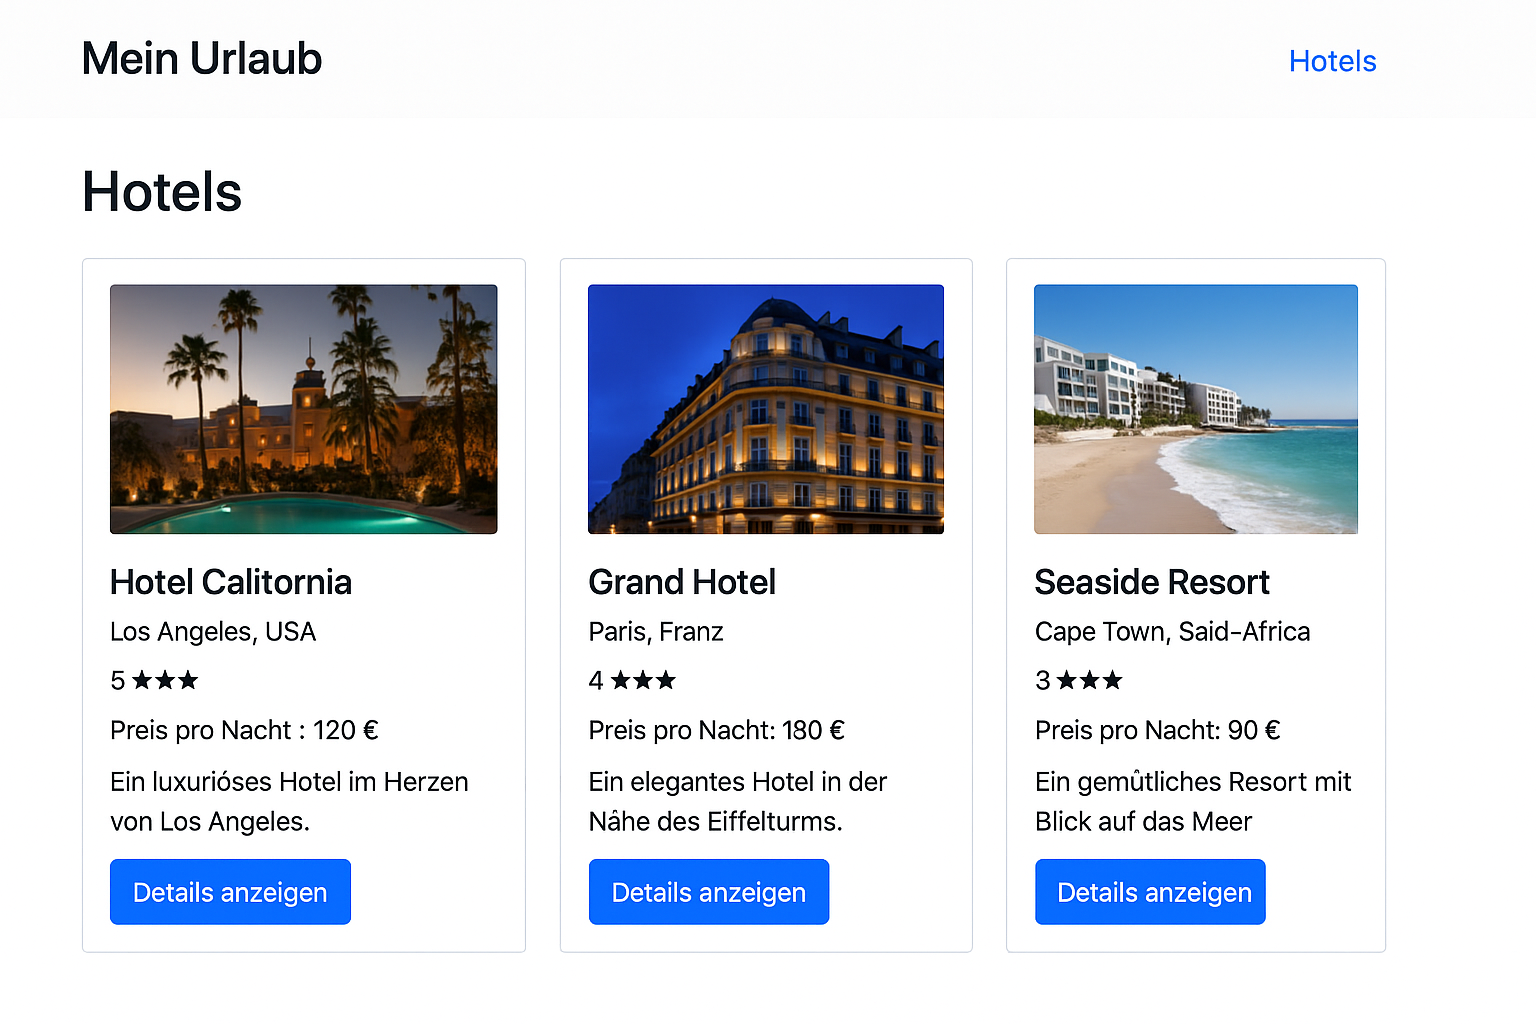 Mein Urlaub
Hotels
Hotels
Hotel Calitornia
Los Angeles, USA
5 ★★★
Preis pro Nacht : 120 €
Ein luxurióses Hotel im Herzen
von Los Angeles.
Details anzeigen
Grand Hotel
Paris, Franz
4 ★★★
Preis pro Nacht: 180 €
Ein elegantes Hotel in der
Nåhe des Eiffelturms.
Details anzeigen
Seaside Resort
Cape Town, Said-Africa
3 ★★★
Preis pro Nacht: 90 €
Ein geműtliches Resort mit
Blick auf das Meer
Details anzeigen